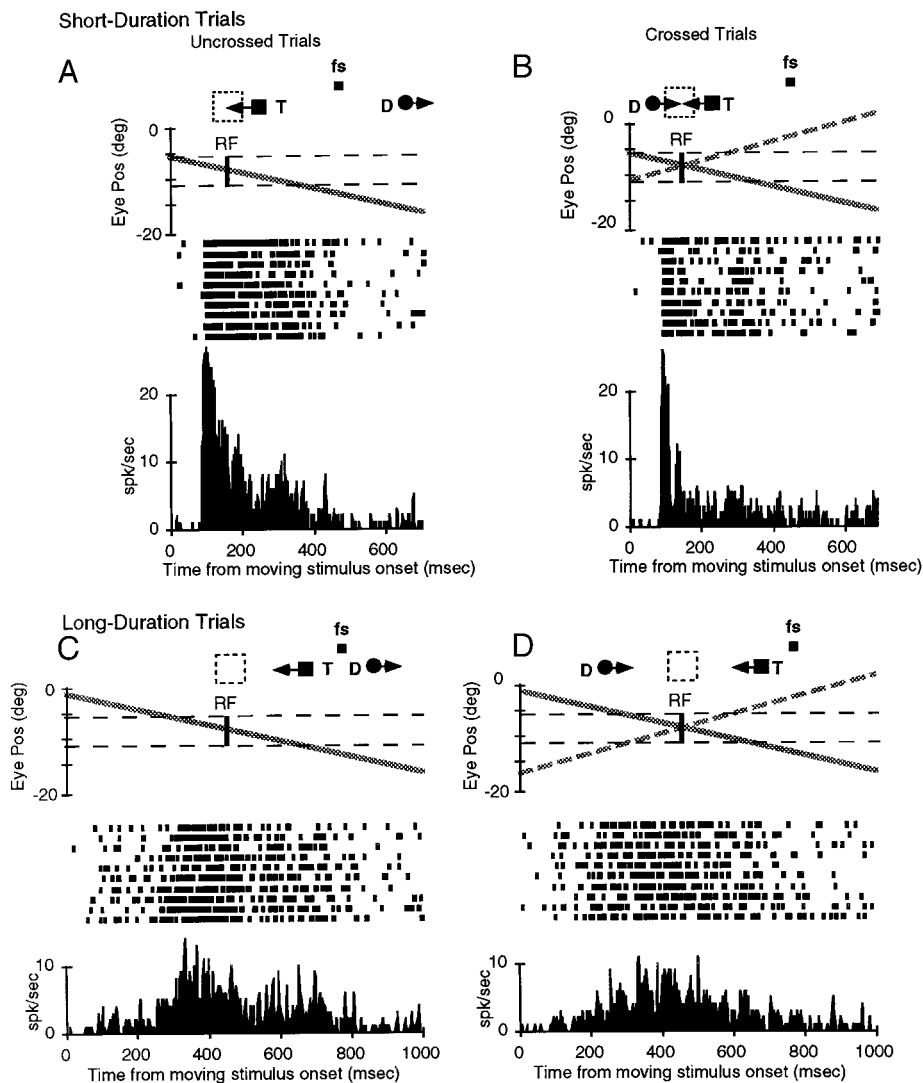 Short-Duration Trials
Uncrossed Trials
Crossed Trials
A
fs
T
D
RF
Eye Pos (deg)
0
-20
spk/sec
20
10
0
0 200 400 600
Time from moving stimulus onset (msec)
B
fs
D
T
RF
Eye Pos (deg)
0
-20
spk/sec
20
10
0
0 200 400 600
Time from moving stimulus onset (msec)
Long-Duration Trials
C
fs
T D
RF
Eye Pos (deg)
0
-20
spk/sec
10
0
0 200 400 600 800 1000
Time from moving stimulus onset (msec)
D
fs
D
T
RF
Eye Pos (deg)
0
-20
spk/sec
10
0
0 200 400 600 800 1000
Time from moving stimulus onset (msec)